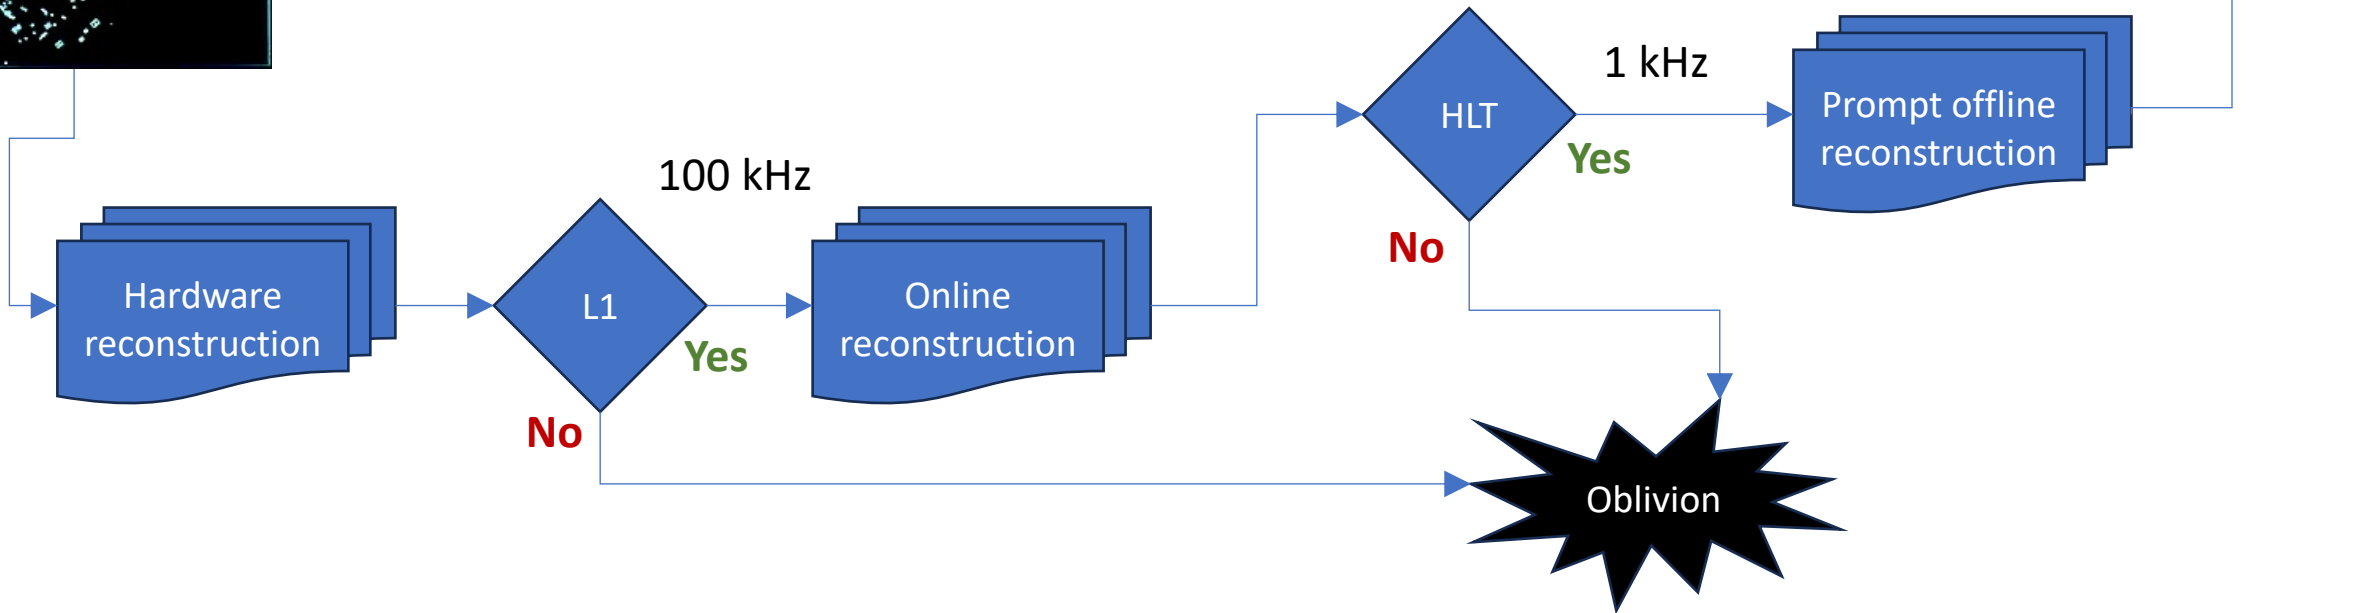 HLT
1 kHz
Yes
No
Prompt offline
reconstruction
100 kHz
Hardware
reconstruction
L1
Yes
No
Online
reconstruction
Oblivion